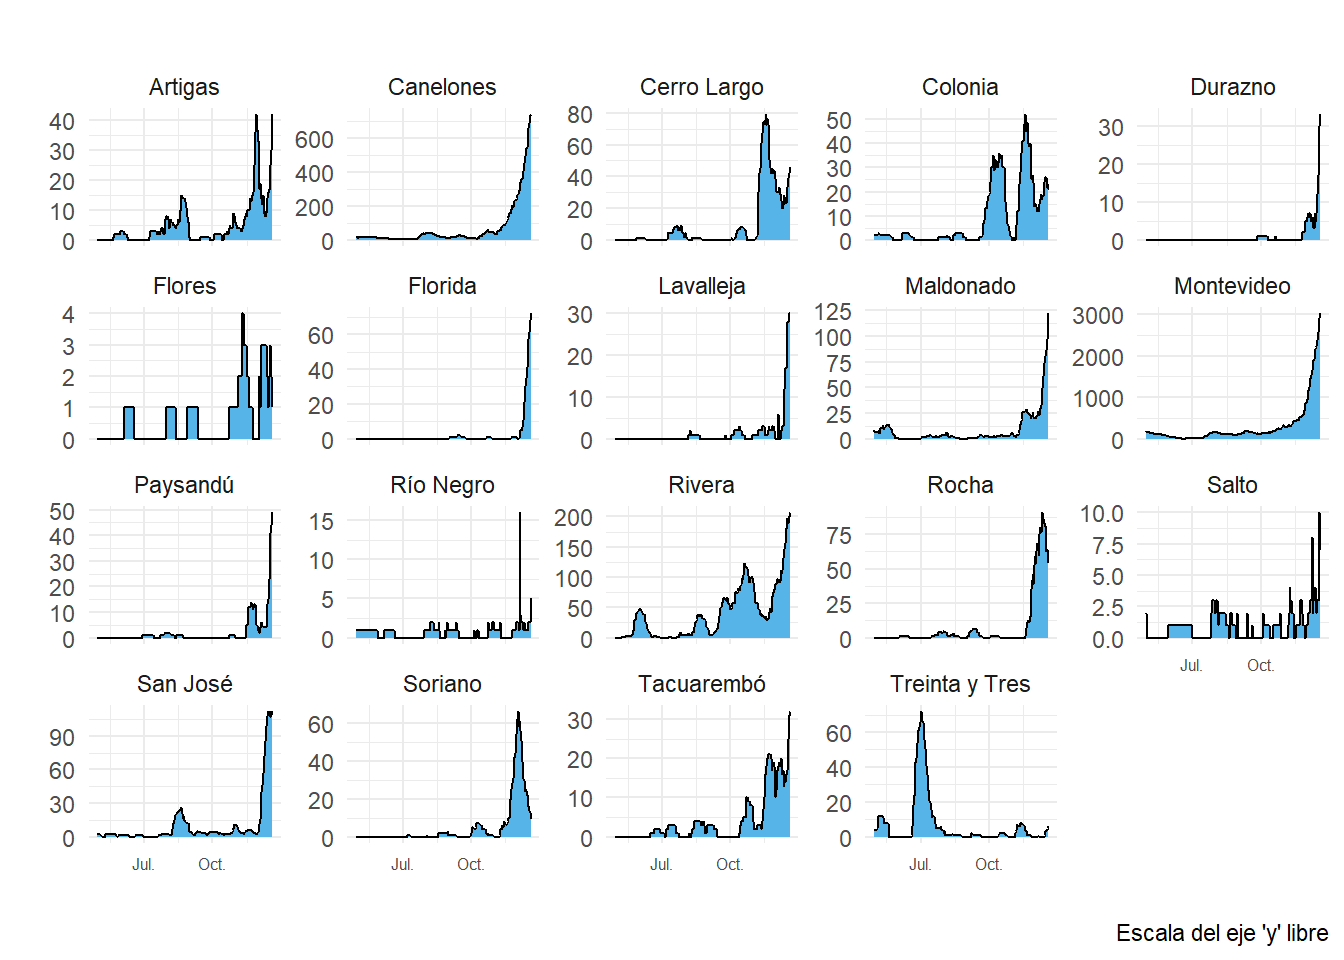 Artigas Canelones Cerro Largo Colonia Durazno
40 30 20 10 0
600 400 200 0
80 60 40 20 0
50 40 30 20 10 0
30 20 10 0
Flores Florida Lavalleja Maldonado Montevideo
4 3 2 1 0
60 40 20 0
30 20 10 0
125 100 75 50 25 0
3000 2000 1000 0
Paysandú Río Negro Rivera Rocha Salto
50 40 30 20 10 0
15 10 5 0
200 150 100 50 0
75 50 25 0
10.0 7.5 5.0 2.5 0.0
Jul. Oct.
San José Soriano Tacuarembó Treinta y Tres
90 60 30 0
60 40 20 0
30 20 10 0
60 40 20 0
Jul. Oct. Jul. Oct. Jul. Oct. Jul. Oct.
Escala del eje 'y' libre